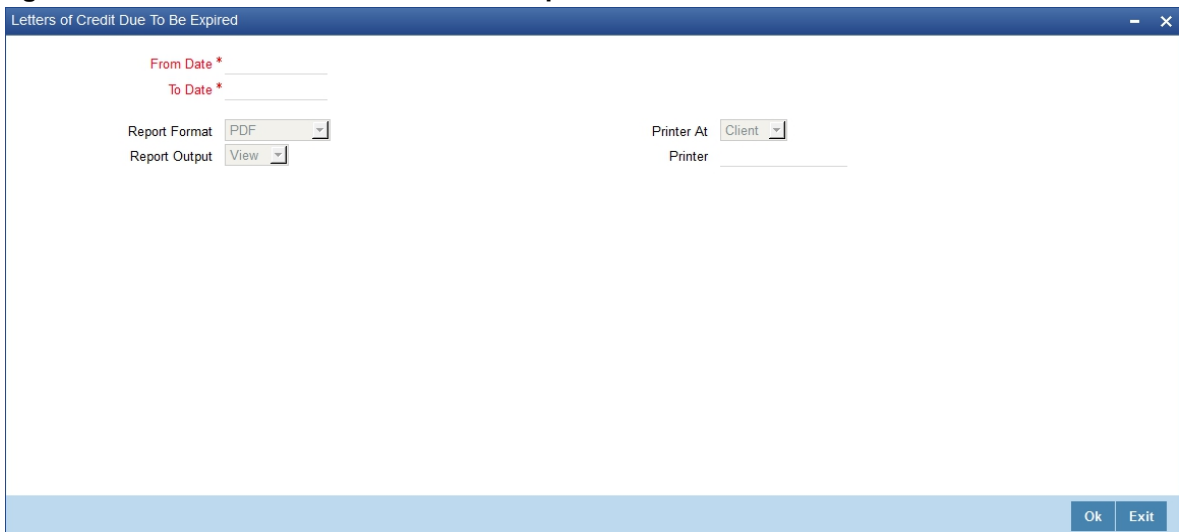 Letters of Credit Due To Be Expired
From Date *
To Date *
Report Format PDF
Printer At Client
Report Output View
Printer
Ok Exit